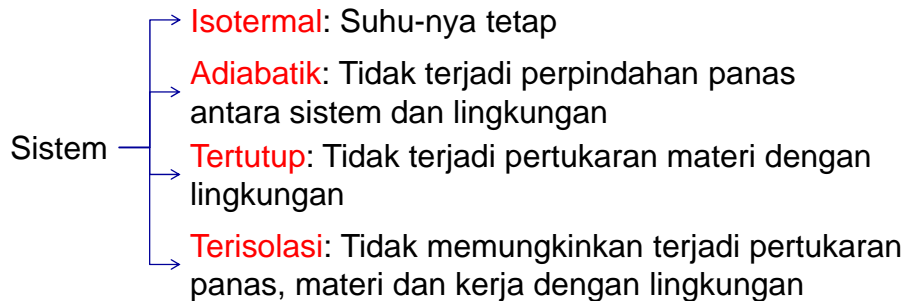 Isotermal: Suhu-nya tetap
Adiabatik: Tidak terjadi perpindahan panas
antara sistem dan lingkungan
Sistem
Tertutup: Tidak terjadi pertukaran materi dengan
lingkungan
Terisolasi: Tidak memungkinkan terjadi pertukaran
panas, materi dan kerja dengan lingkungan